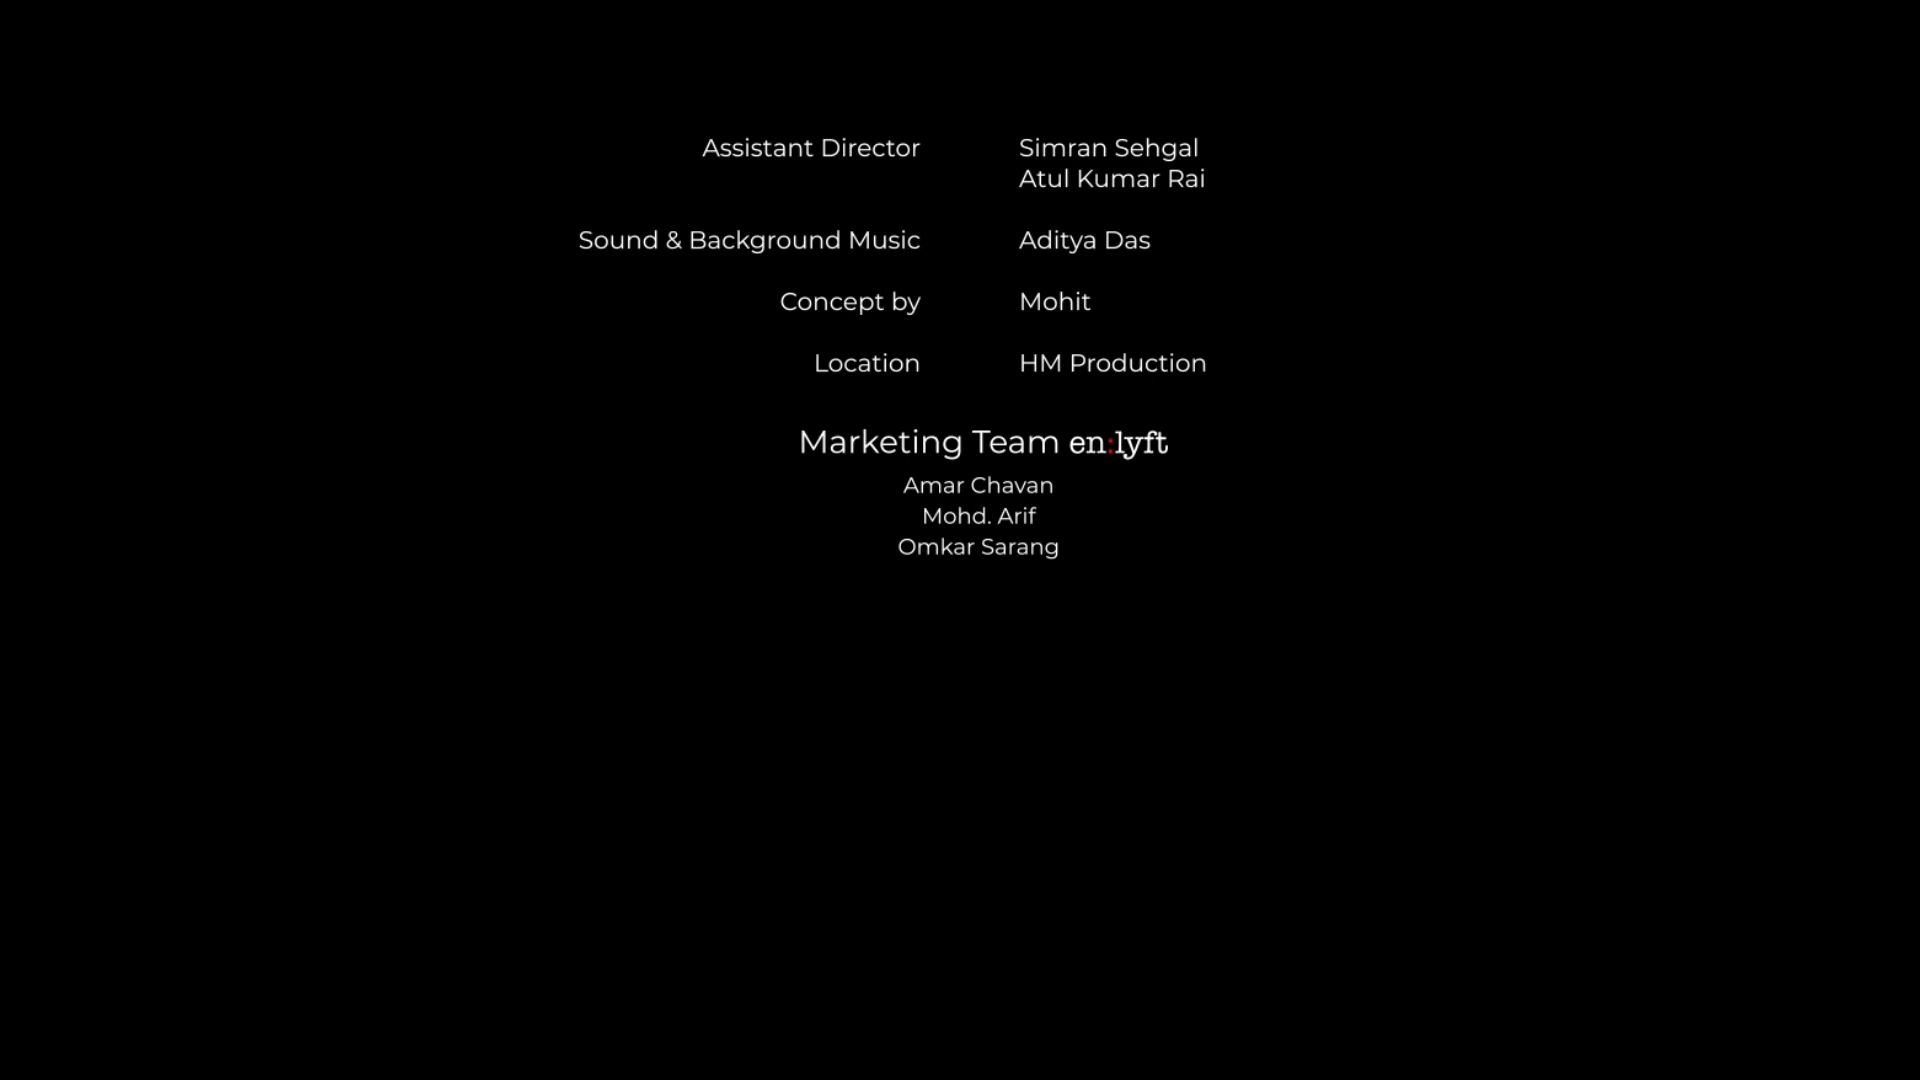 Assistant Director Simran Sehgal
Atul Kumar Rai
Sound & Background Music Aditya Das
Concept by Mohit
Location HM Production
Marketing Team en:lyft
Amar Chavan
Mohd. Arif
Omkar Sarang